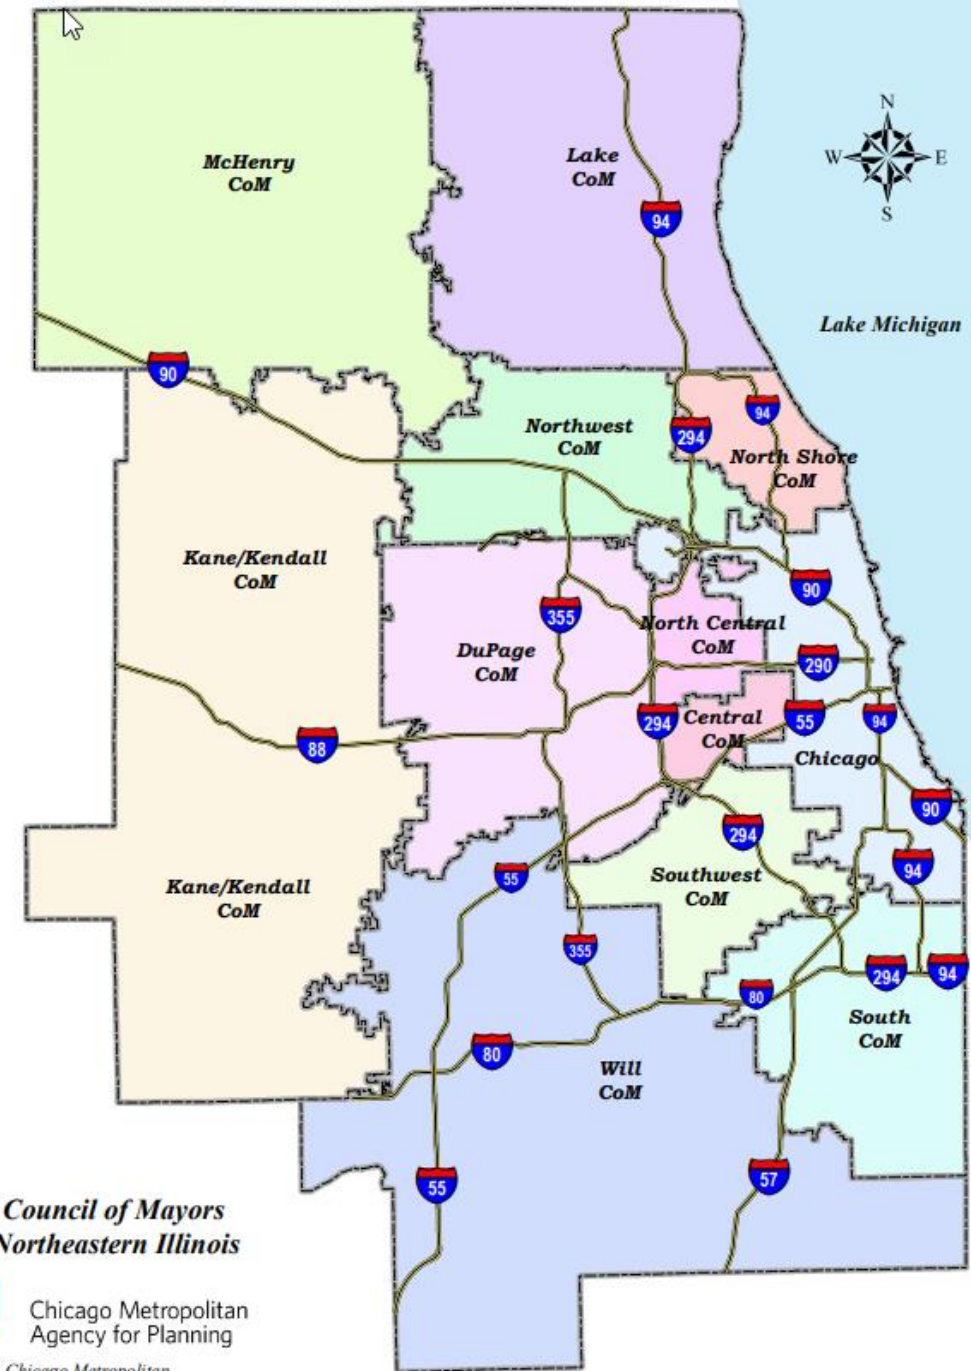 McHenry
CoM
Lake
CoM
N
W
E
S
94
Lake Michigan
90
94
Northwest
CoM
294
North Shore
CoM
Kane/Kendall
CoM
90
355
North Central
CoM
DuPage
CoM
290
294
Central
CoM
55
94
88
Chicago
90
294
94
55
Southwest
CoM
Kane/Kendall
CoM
355
294
94
80
South
CoM
80
Will
CoM
55
57
Council of Mayors
Northeastern Illinois
Chicago Metropolitan
Agency for Planning
Chicago Metropolitan